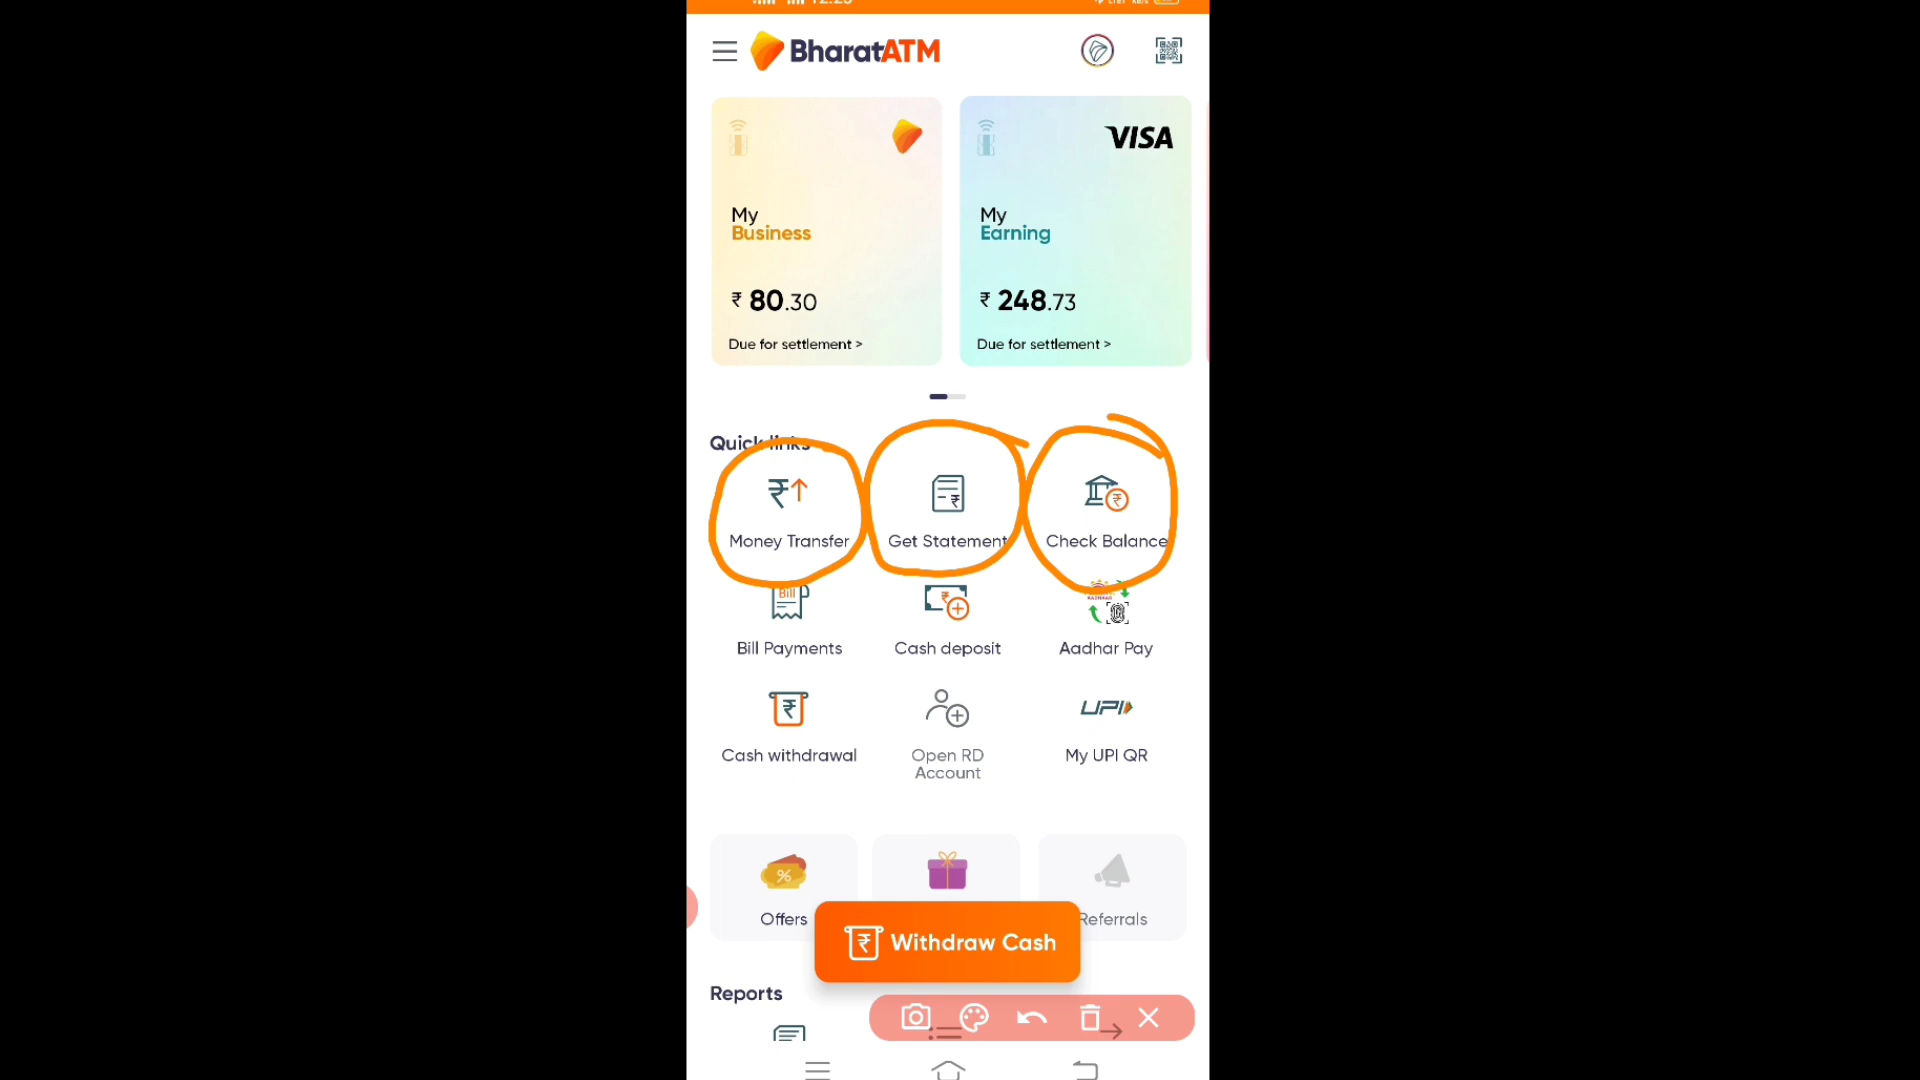 BharatATM
VISA
My
Business
My
Earning
₹ 80.30
₹ 248.73
Due for settlement >
Due for settlement >
Quick links
Money Transfer
Get Statement
Check Balance
Bill
Bill Payments
Cash deposit
Aadhar Pay
UPI
Cash withdrawal
Open RD
Account
My UPI QR
Offers
Referrals
Withdraw Cash
Reports